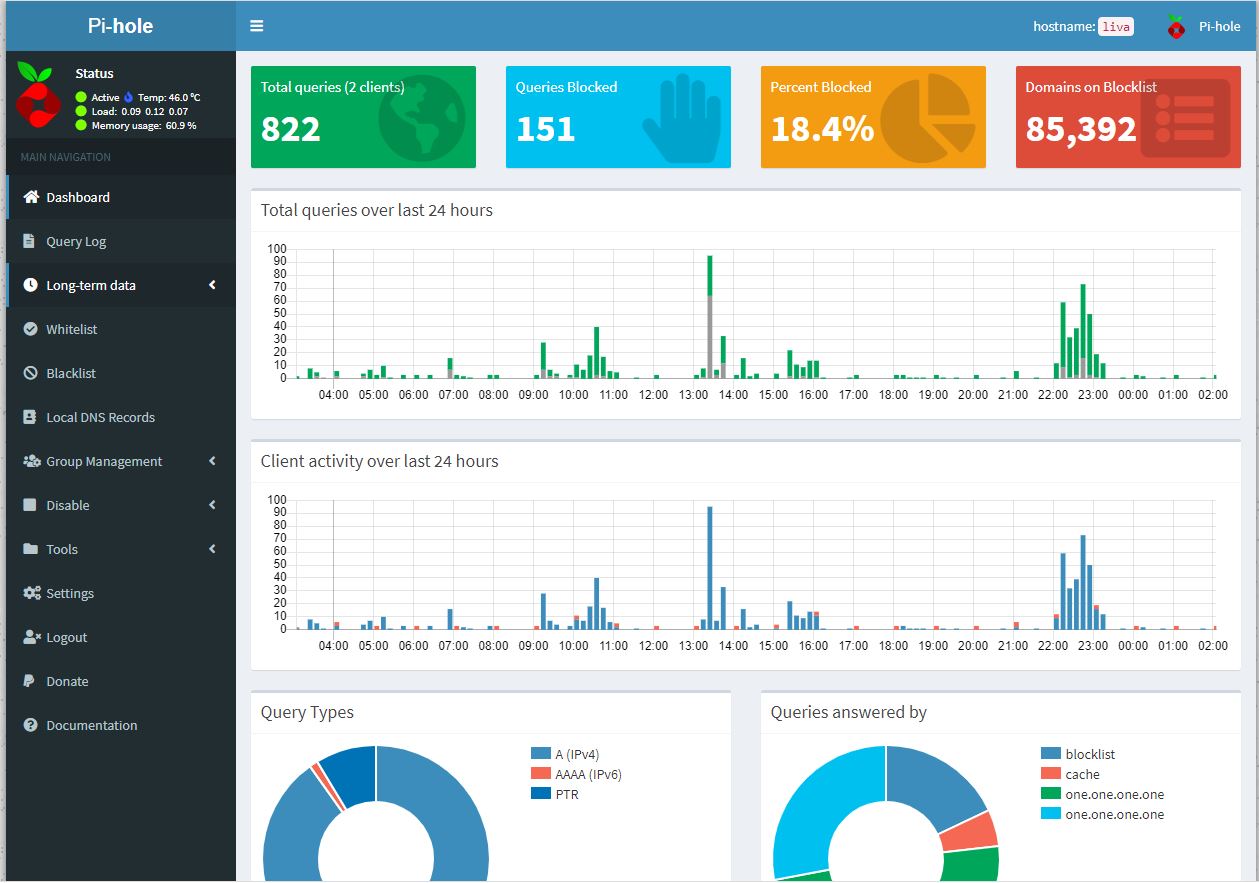 Pi-hole
hostname: liva
Pi-hole
Status
Active Temp: 46.0 °C
Load: 0.09 0.12 0.07
Memory usage: 60.9 %
MAIN NAVIGATION
Dashboard
Query Log
Long-term data
Whitelist
Blacklist
Local DNS Records
Group Management
Disable
Tools
Settings
Logout
Donate
Documentation
Total queries (2 clients)
822
Queries Blocked
151
Percent Blocked
18.4%
Domains on Blocklist
85,392
Total queries over last 24 hours
100
90
80
70
60
50
40
30
20
10
0
04:00 05:00 06:00 07:00 08:00 09:00 10:00 11:00 12:00 13:00 14:00 15:00 16:00 17:00 18:00 19:00 20:00 21:00 22:00 23:00 00:00 01:00 02:00
Client activity over last 24 hours
100
90
80
70
60
50
40
30
20
10
0
04:00 05:00 06:00 07:00 08:00 09:00 10:00 11:00 12:00 13:00 14:00 15:00 16:00 17:00 18:00 19:00 20:00 21:00 22:00 23:00 00:00 01:00 02:00
Query Types
A (IPv4)
AAAA (IPv6)
PTR
Queries answered by
blocklist
cache
one.one.one.one
one.one.one.one